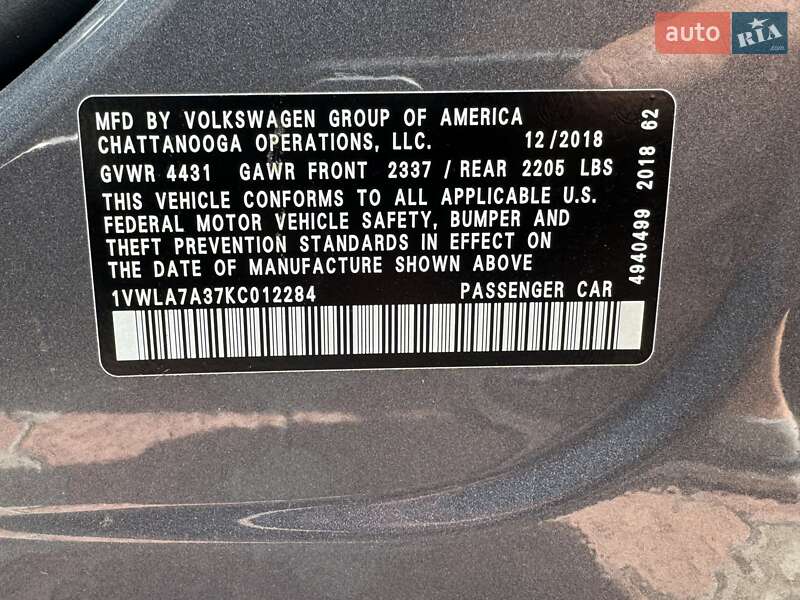 auto RIA.com
MFD BY VOLKSWAGEN GROUP OF AMERICA
CHATTANOOGA OPERATIONS, LLC. 12/2018
GVWR 4431 GAWR FRONT 2337 / REAR 2205 LBS
THIS VEHICLE CONFORMS TO ALL APPLICABLE U.S.
FEDERAL MOTOR VEHICLE SAFETY, BUMPER AND
THEFT PREVENTION STANDARDS IN EFFECT ON
THE DATE OF MANUFACTURE SHOWN ABOVE
1VWLA7A37KC012284 PASSENGER CAR
4940499 2018 62